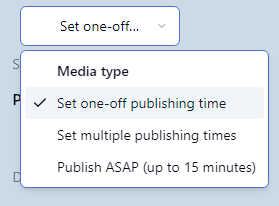 Set one-off...
S
Media type
P
Set one-off publishing time
Set multiple publishing times
Publish ASAP (up to 15 minutes)
D